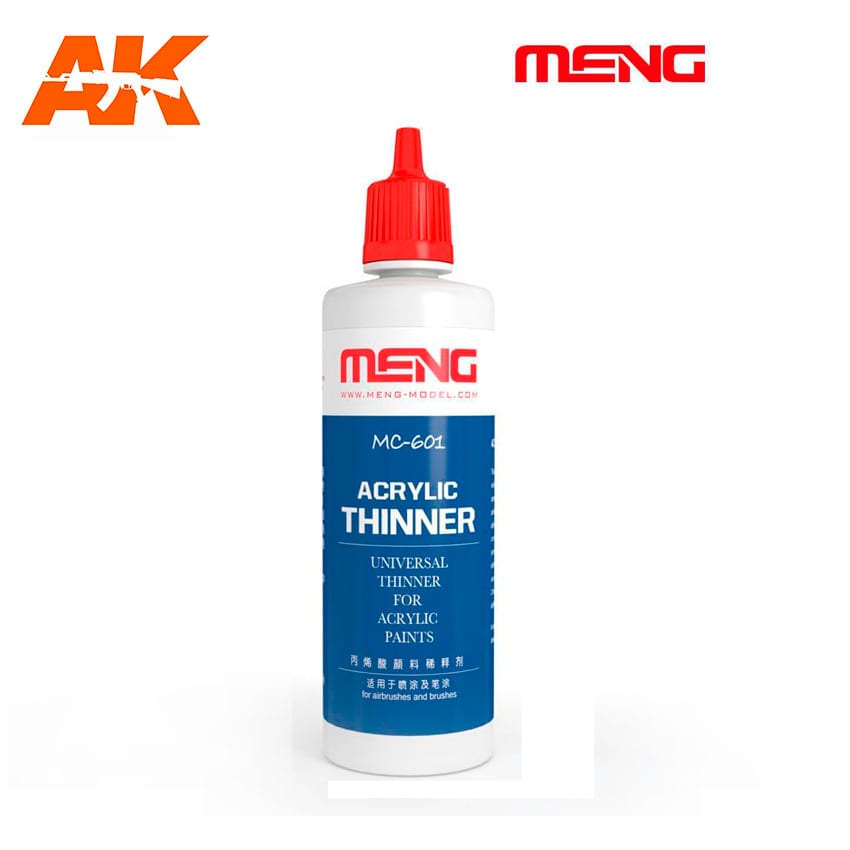 AK
MENG
MENG
WWW.MENG-MODEL.COM
MC-601
ACRYLIC
THINNER
UNIVERSAL
THINNER
FOR
ACRYLIC
PAINTS
丙烯酸颜料稀释剂
适用于喷涂及笔涂
for airbrushes and brushes